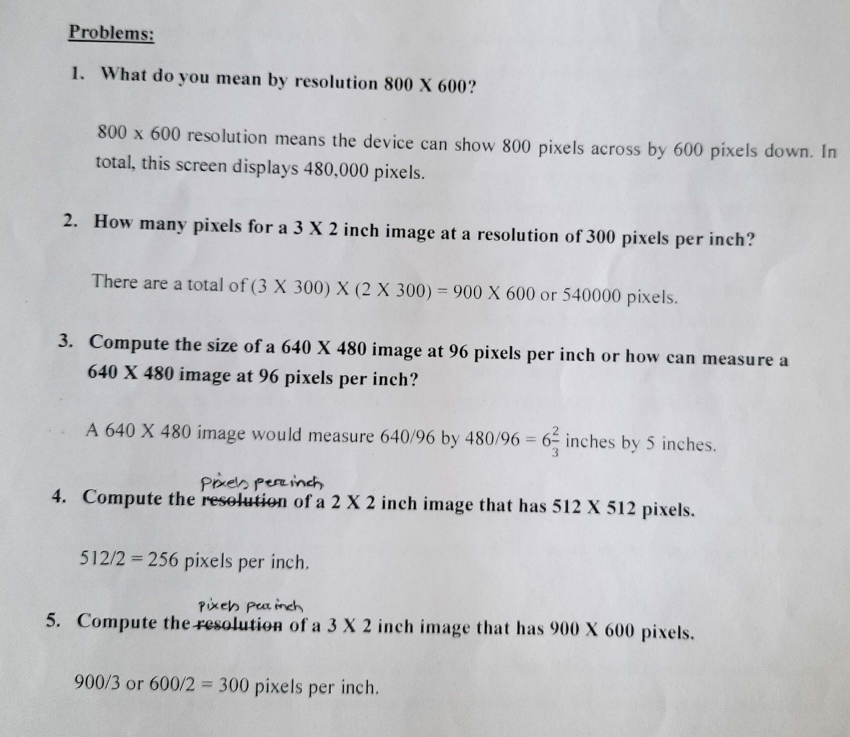 Problems:
1. What do you mean by resolution 800 X 600?
800 x 600 resolution means the device can show 800 pixels across by 600 pixels down. In
total, this screen displays 480,000 pixels.
2. How many pixels for a 3 X 2 inch image at a resolution of 300 pixels per inch?
There are a total of (3 X 300) X (2 X 300) = 900 X 600 or 540000 pixels.
3. Compute the size of a 640 X 480 image at 96 pixels per inch or how can measure a
640 X 480 image at 96 pixels per inch?
A 640 X 480 image would measure 640/96 by 480/96 = 6 2/3 inches by 5 inches.
pixels per inch
4. Compute the resolution of a 2 X 2 inch image that has 512 X 512 pixels.
512/2 = 256 pixels per inch.
pixels per inch
5. Compute the resolution of a 3 X 2 inch image that has 900 X 600 pixels.
900/3 or 600/2 = 300 pixels per inch.